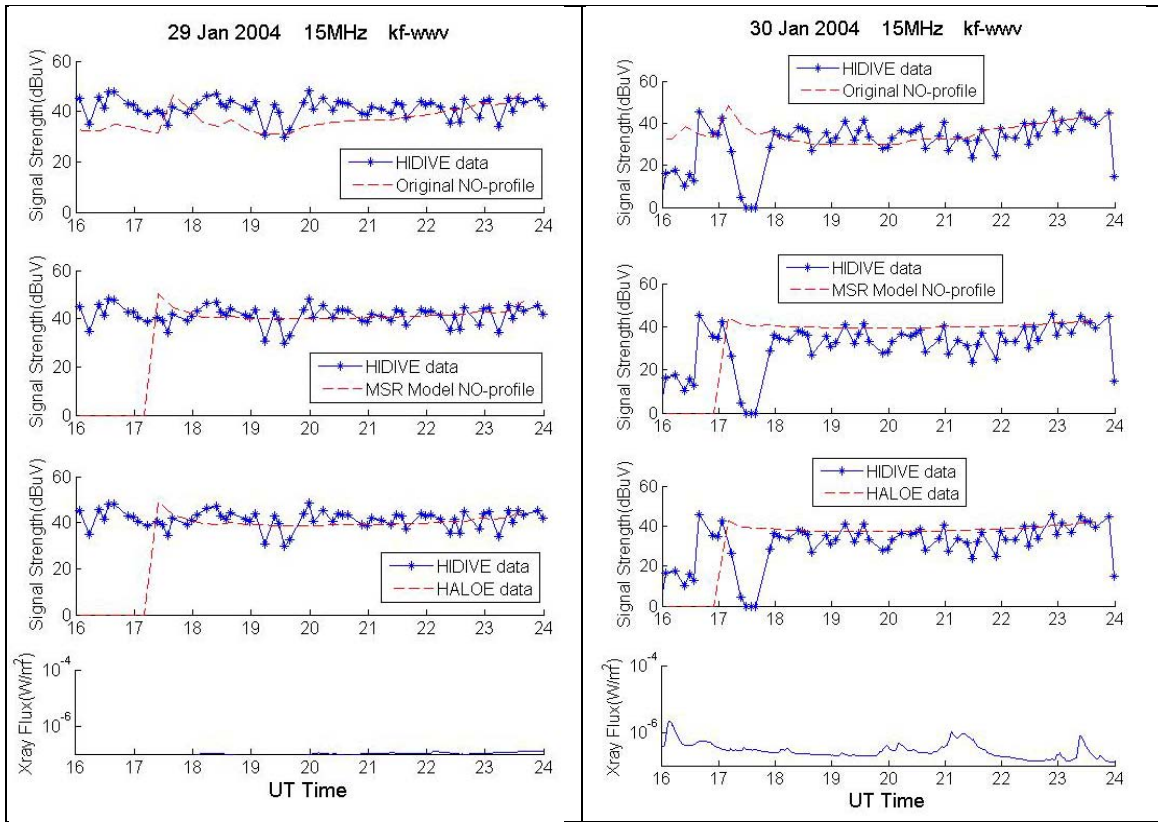 29 Jan 2004 15MHz kf-wwv
Signal Strength(dBuV)
60
40
20
0
HIDIVE data
Original NO-profile
16 17 18 19 20 21 22 23 24
Signal Strength(dBuV)
60
40
20
0
HIDIVE data
MSR Model NO-profile
16 17 18 19 20 21 22 23 24
Signal Strength(dBuV)
60
40
20
0
HIDIVE data
HALOE data
16 17 18 19 20 21 22 23 24
Xray Flux(W/m²)
10⁻⁴
10⁻⁶
16 17 18 19 20 21 22 23 24
UT Time
30 Jan 2004 15MHz kf-wwv
Signal Strength(dBuV)
60
40
20
0
HIDIVE data
Original NO-profile
16 17 18 19 20 21 22 23 24
Signal Strength(dBuV)
60
40
20
0
HIDIVE data
MSR Model NO-profile
16 17 18 19 20 21 22 23 24
Signal Strength(dBuV)
60
40
20
0
HIDIVE data
HALOE data
16 17 18 19 20 21 22 23 24
Xray Flux(W/m²)
10⁻⁴
10⁻⁶
16 17 18 19 20 21 22 23 24
UT Time